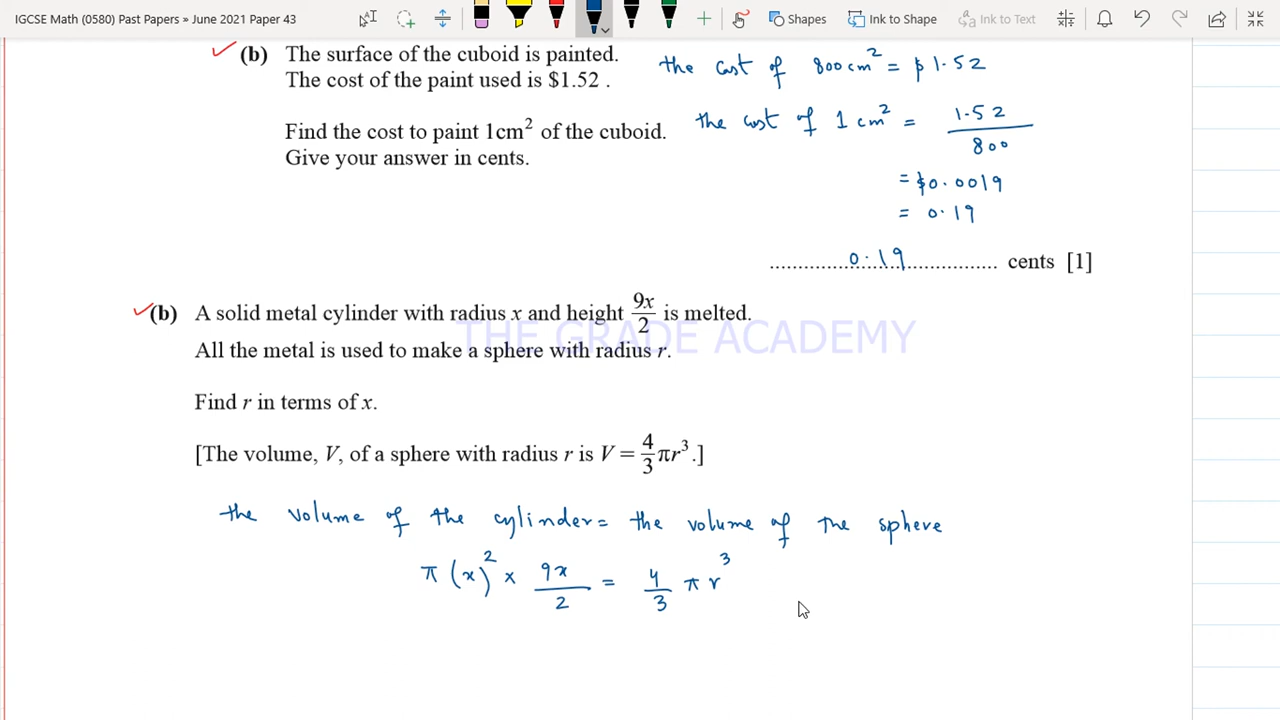 IGCSE Math (0580) Past Papers » June 2021 Paper 43
Shapes
Ink to Shape
Ink to Text
(b) The surface of the cuboid is painted.
The cost of the paint used is $1.52 .
Find the cost to paint 1cm² of the cuboid.
Give your answer in cents.
the cost of 800cm² = $1.52
the cost of 1cm² = 1.52/800
= $0.0019
= 0.19
0.19 cents [1]
(b) A solid metal cylinder with radius x and height 9x/2 is melted.
THE GRADE ACADEMY
All the metal is used to make a sphere with radius r.
Find r in terms of x.
[The volume, V, of a sphere with radius r is V = 4/3 πr³.]
the volume of the cylinder = the volume of the sphere
π(x)² × 9x/2 = 4/3 πr³